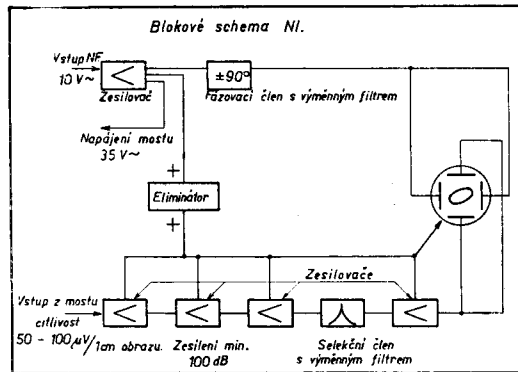 Blokové schema NI.
Vstup NF
10 V~
Zesilovač
±90°
Fázovací člen s výměnným filtrem
Napájení mostu
35 V~
+
Eliminátor
+
Zesilovače
Vstup z mostu
citlivost
50 - 100 μV/1cm obrazu.
Zesílení min.
100 dB
Selekční člen
s výměnným filtrem